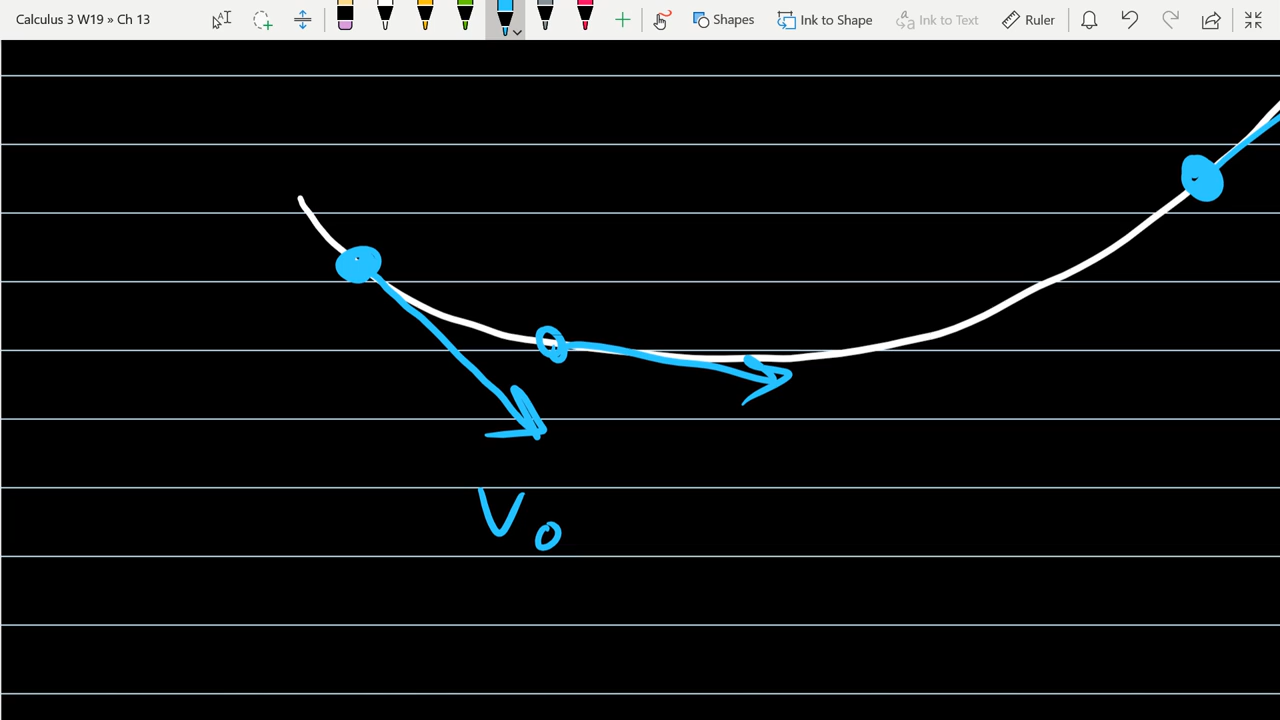 Calculus 3 W19 » Ch 13
Shapes
Ink to Shape
Ink to Text
Ruler
V₀